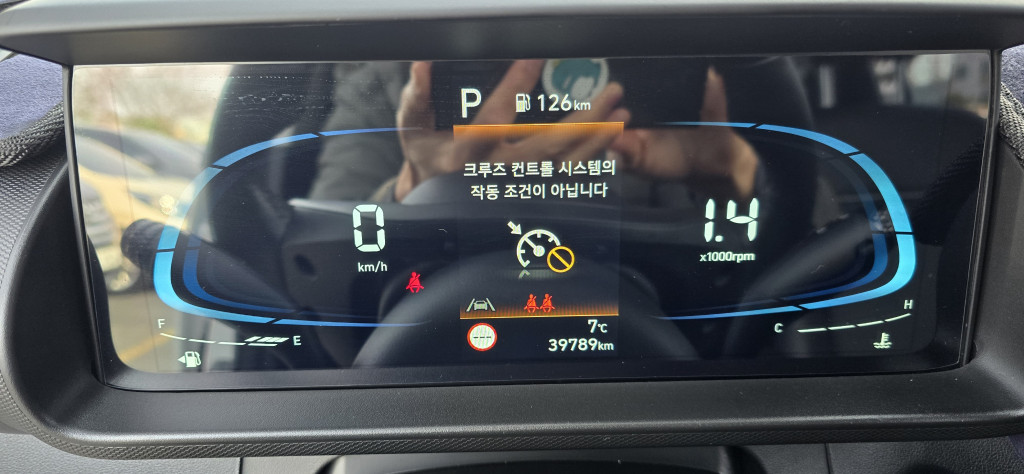 P 126km
크루즈 컨트롤 시스템의
작동 조건이 아닙니다
0
km/h
1.4
x1000rpm
F E
C H
7℃
39789km